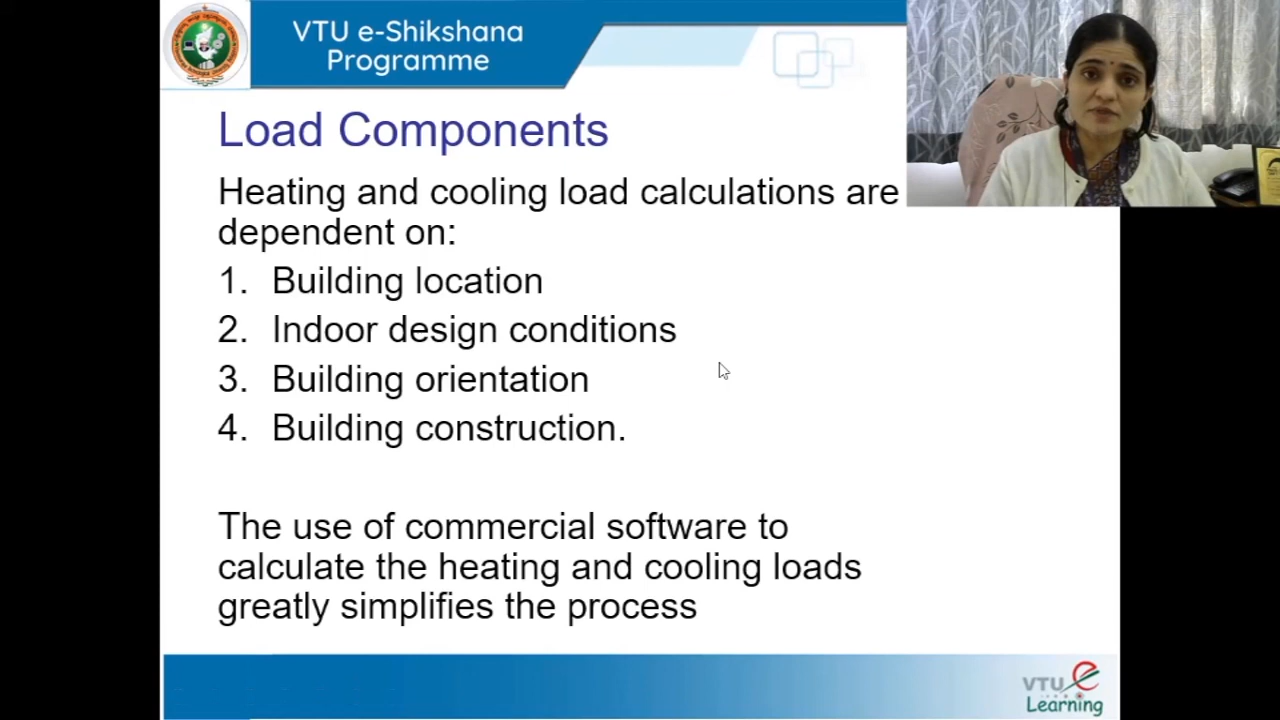 VTU e-Shikshana
Programme
Load Components
Heating and cooling load calculations are
dependent on:
1. Building location
2. Indoor design conditions
3. Building orientation
4. Building construction.
The use of commercial software to
calculate the heating and cooling loads
greatly simplifies the process
VTU e
Learning